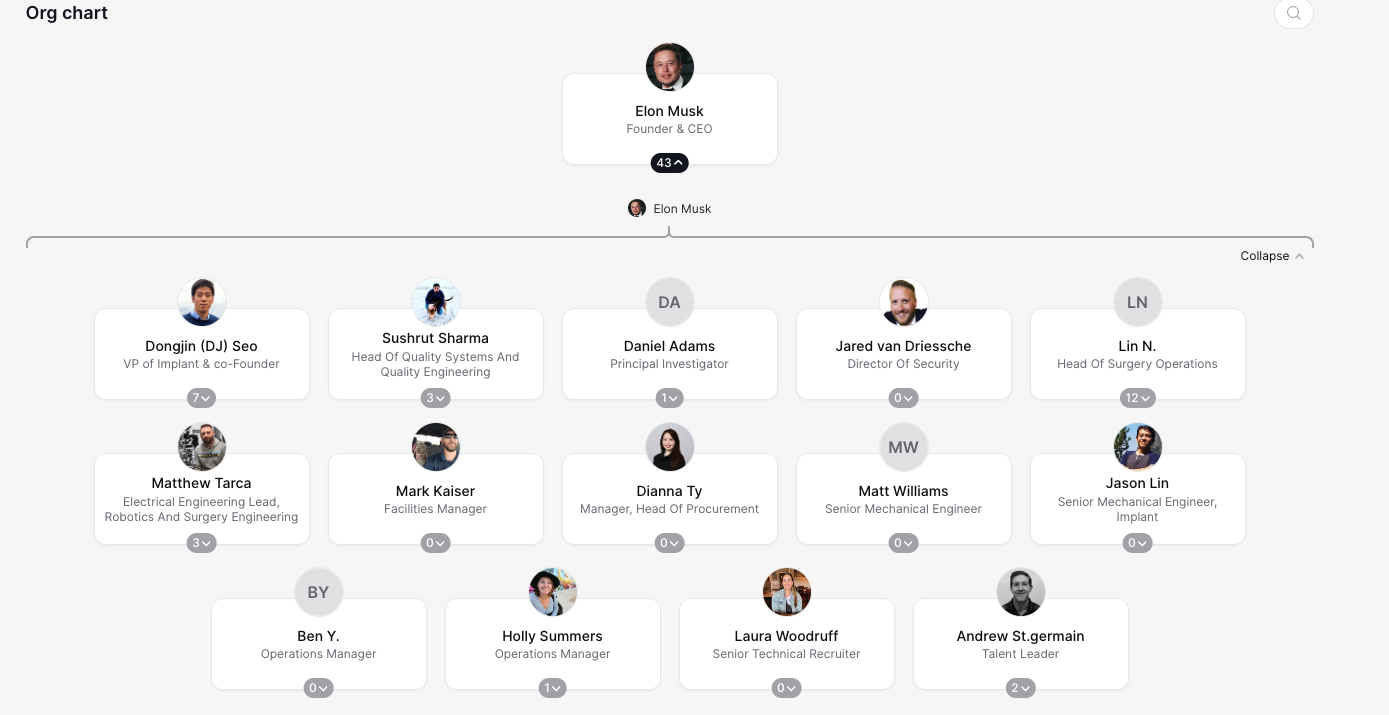 Org chart
Elon Musk
Founder & CEO
43
Elon Musk
Collapse
Dongjin (DJ) Seo
VP of Implant & co-Founder
7
Sushrut Sharma
Head Of Quality Systems And
Quality Engineering
3
DA
Daniel Adams
Principal Investigator
1
Jared van Driessche
Director Of Security
0
LN
Lin N.
Head Of Surgery Operations
12
Matthew Tarca
Electrical Engineering Lead,
Robotics And Surgery Engineering
3
Mark Kaiser
Facilities Manager
0
Dianna Ty
Manager, Head Of Procurement
0
MW
Matt Williams
Senior Mechanical Engineer
0
Jason Lin
Senior Mechanical Engineer,
Implant
0
BY
Ben Y.
Operations Manager
0
Holly Summers
Operations Manager
1
Laura Woodruff
Senior Technical Recruiter
0
Andrew St.germain
Talent Leader
2